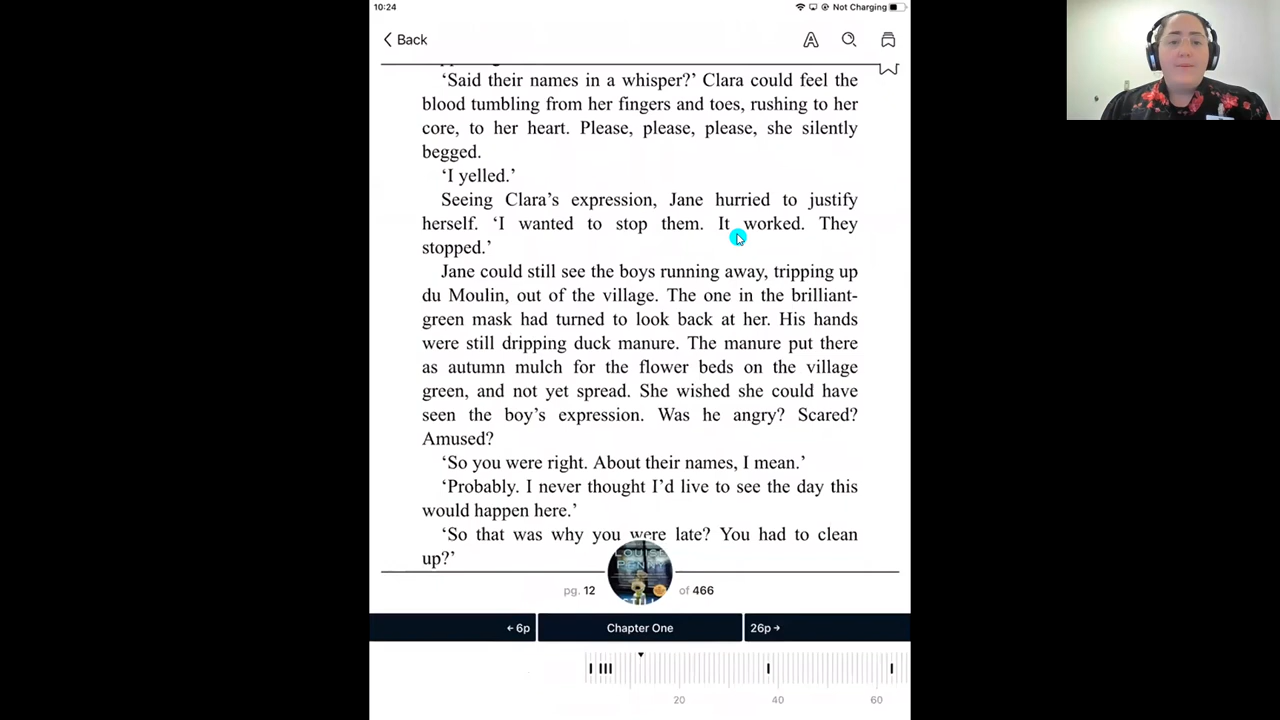 10:24
Not Charging
Back
'Said their names in a whisper?' Clara could feel the
blood tumbling from her fingers and toes, rushing to her
core, to her heart. Please, please, please, she silently
begged.
'I yelled.'
Seeing Clara's expression, Jane hurried to justify
herself. 'I wanted to stop them. It worked. They
stopped.'
Jane could still see the boys running away, tripping up
du Moulin, out of the village. The one in the brilliant-
green mask had turned to look back at her. His hands
were still dripping duck manure. The manure put there
as autumn mulch for the flower beds on the village
green, and not yet spread. She wished she could have
seen the boy's expression. Was he angry? Scared?
Amused?
'So you were right. About their names, I mean.'
'Probably. I never thought I'd live to see the day this
would happen here.'
'So that was why you were late? You had to clean
up?'
LOUISE
PENNY
pg. 12 of 466
←6p Chapter One 26p→
20 40 60